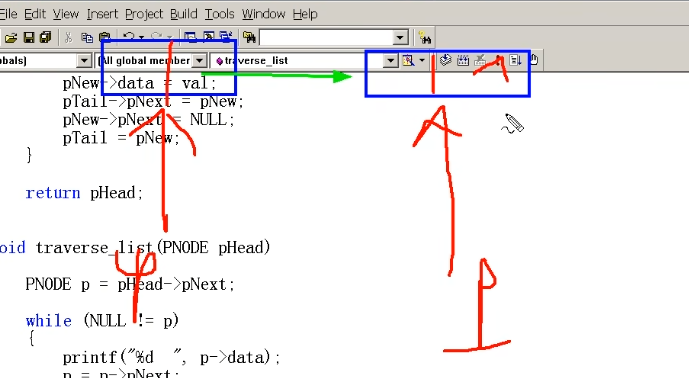 File Edit View Insert Project Build Tools Window Help
obals) [All global member traverse_list
pNew->data = val;
pTail->pNext = pNew;
pNew->pNext = NULL;
pTail = pNew;
}
return pHead;
oid traverse_list(PNODE pHead)
PNODE p = pHead->pNext;
while (NULL != p)
{
printf("%d ", p->data);
p = p->pNext;
P